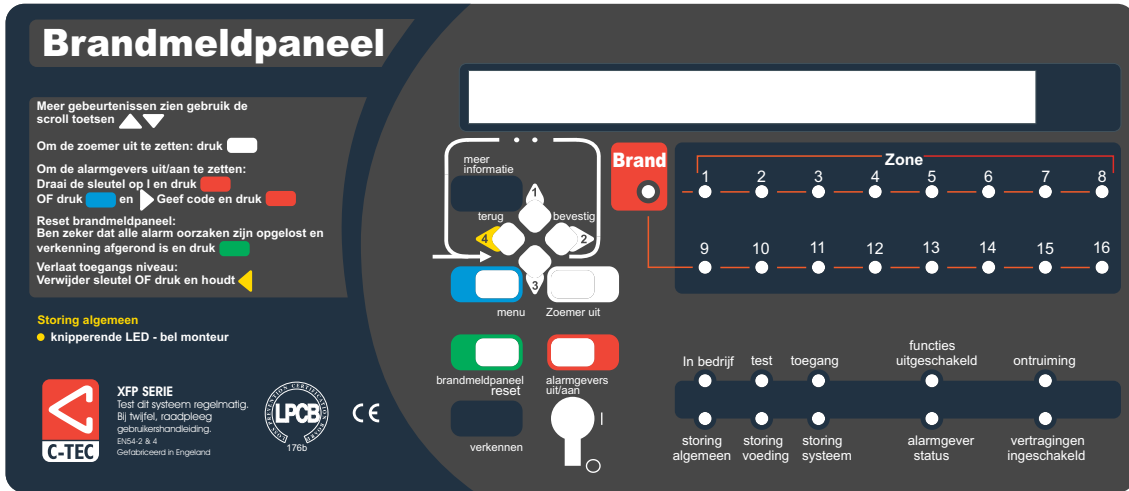 Brandmeldpaneel
Meer gebeurtenissen zien gebruik de
scroll toetsen
Om de zoemer uit te zetten: druk
Om de alarmgevers uit/aan te zetten:
Draai de sleutel op I en druk
OF druk en Geef code en druk
Reset brandmeldpaneel:
Ben zeker dat alle alarm oorzaken zijn opgelost en
verkenning afgerond is en druk
Verlaat toegangs niveau:
Verwijder sleutel OF druk en houdt
Storing algemeen
knipperende LED - bel monteur
C-TEC
XFP SERIE
Test dit systeem regelmatig.
Bij twijfel, raadpleeg
gebruikershandleiding.
EN54-2 & 4
Gefabriceerd in Engeland
LOSS PREVENTION CERTIFICATION BOARD
LPCB
176b
CE
meer
informatie
1
terug
bevestig
4
2
3
menu
Zoemer uit
brandmeldpaneel
reset
alarmgevers
uit/aan
verkennen
I
Brand
Zone
1 2 3 4 5 6 7 8
9 10 11 12 13 14 15 16
In bedrijf
test
toegang
functies
uitgeschakeld
ontruiming
storing
algemeen
storing
voeding
storing
systeem
alarmgever
status
vertragingen
ingeschakeld